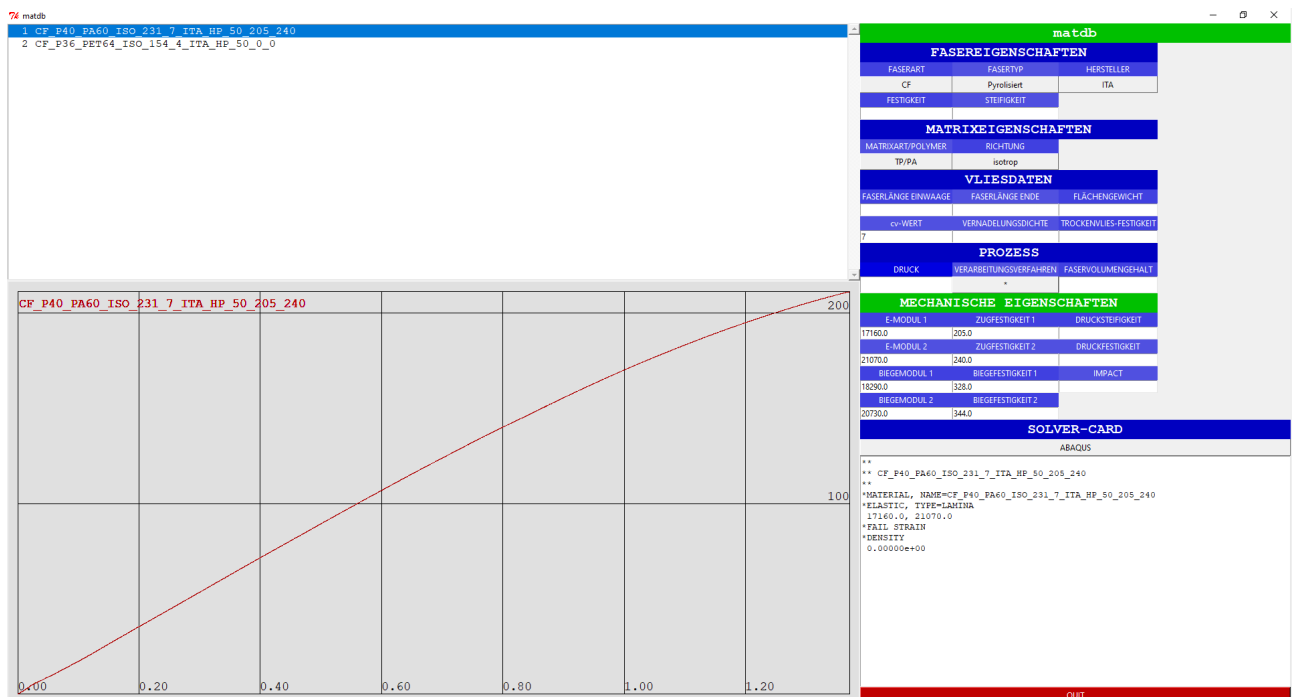 matdb
1 CF_P40_PA60_ISO_231_7_ITA_HP_50_205_240
2 CF_P36_PET64_ISO_154_4_ITA_HP_50_0_0
CF_P40_PA60_ISO_231_7_ITA_HP_50_205_240
200
100
0.00 0.20 0.40 0.60 0.80 1.00 1.20
matdb
FASEREIGENSCHAFTEN
FASERART FASERTYP HERSTELLER
CF Pyrolisiert ITA
FESTIGKEIT STEIFIGKEIT
MATRIXEIGENSCHAFTEN
MATRIXART/POLYMER RICHTUNG
TP/PA isotrop
VLIESDATEN
FASERLÄNGE EINWAAGE FASERLÄNGE ENDE FLÄCHENGEWICHT
cv-WERT VERNADELUNGSDICHTE TROCKENVLIES-FESTIGKEIT
7
PROZESS
DRUCK VERARBEITUNGSVERFAHREN FASERVOLUMENGEHALT
*
MECHANISCHE EIGENSCHAFTEN
E-MODUL 1 ZUGFESTIGKEIT 1 DRUCKSTEIFIGKEIT
17160.0 205.0
E-MODUL 2 ZUGFESTIGKEIT 2 DRUCKFESTIGKEIT
21070.0 240.0
BIEGEMODUL 1 BIEGEFESTIGKEIT 1 IMPACT
18290.0 328.0
BIEGEMODUL 2 BIEGEFESTIGKEIT 2
20730.0 344.0
SOLVER-CARD
ABAQUS
**
** CF_P40_PA60_ISO_231_7_ITA_HP_50_205_240
**
*MATERIAL, NAME=CF_P40_PA60_ISO_231_7_ITA_HP_50_205_240
*ELASTIC, TYPE=LAMINA
17160.0, 21070.0
*FAIL STRAIN
*DENSITY
0.00000e+00
QUIT